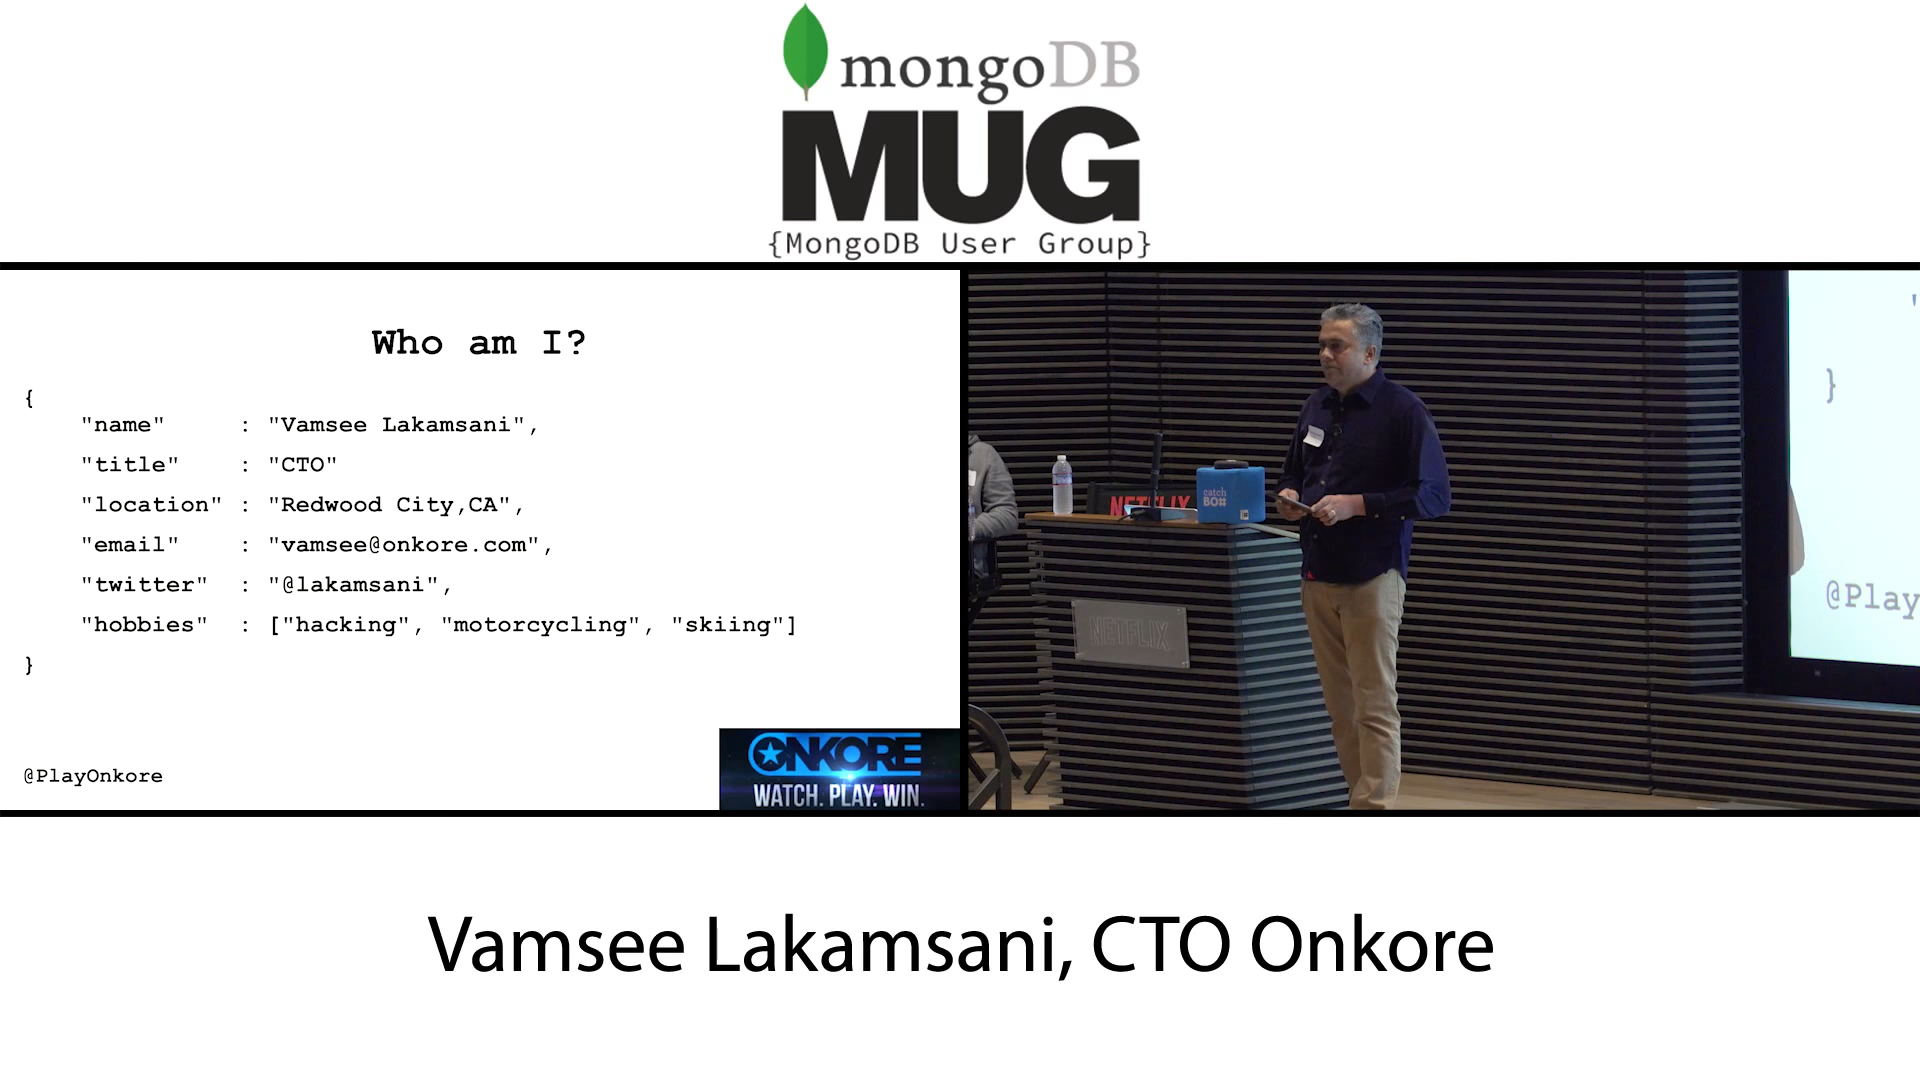 mongoDB
MUG
{MongoDB User Group}
Who am I?
{
"name" : "Vamsee Lakamsani",
"title" : "CTO"
"location" : "Redwood City,CA",
"email" : "vamsee@onkore.com",
"twitter" : "@lakamsani",
"hobbies" : ["hacking", "motorcycling", "skiing"]
}
@PlayOnkore
ONKORE
WATCH. PLAY. WIN.
NETFLIX
catch
BOX
NETFLIX
}
@Play
Vamsee Lakamsani, CTO Onkore